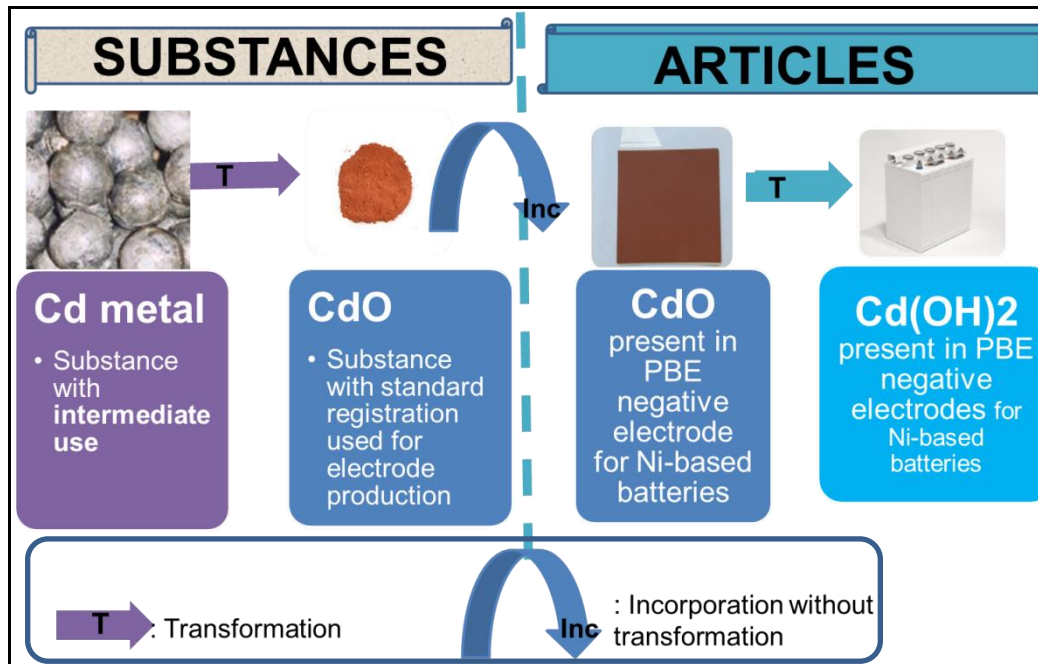 SUBSTANCES
ARTICLES
T
Inc
T
Cd metal
• Substance
with
intermediate
use
CdO
• Substance
with standard
registration
used for
electrode
production
CdO
present in
PBE
negative
electrode
for Ni-based
batteries
Cd(OH)2
present in PBE
negative
electrodes for
Ni-based
batteries
T
: Transformation
Inc
: Incorporation without
transformation